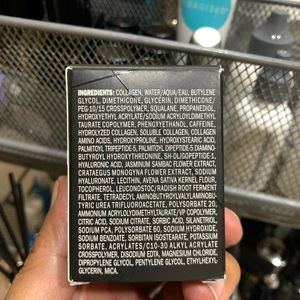 INGREDIENTS: COLLAGEN, WATER/AQUA/EAU, BUTYLENE
GLYCOL, DIMETHICONE, GLYCERIN, DIMETHICONE/
PEG-10/15 CROSSPOLYMER, SQUALANE, PROPANEDIOL,
HYDROXYETHYL ACRYLATE/SODIUM ACRYLOYLDIMETHYL
TAURATE COPOLYMER, PHENOXYETHANOL, CAFFEINE,
HYDROLYZED COLLAGEN, SOLUBLE COLLAGEN, COLLAGEN
AMINO ACIDS, HYDROXYPROLINE, HYDROXYSTEARIC ACID,
PALMITOYL TRIPEPTIDE-5, PALMITOYL DIPEPTIDE-5 DIAMINO-
BUTYROYL HYDROXYTHREONINE, SH-OLIGOPEPTIDE-1,
HYALURONIC ACID, JASMINUM SAMBAC FLOWER EXTRACT,
CRATAEGUS MONOGYNA FLOWER EXTRACT, SODIUM
HYALURONATE, LECITHIN, AVENA SATIVA KERNEL FLOUR,
TOCOPHEROL, LEUCONOSTOC/RADISH ROOT FERMENT
FILTRATE, TETRADECYL AMINOBUTYROYLVALYLAMINOBU-
TYRIC UREA TRIFLUOROACETATE, POLYSORBATE 20,
AMMONIUM ACRYLOYLDIMETHYLTAURATE/VP COPOLYMER,
CITRIC ACID, SODIUM CITRATE, SORBIC ACID, SILANETRIOL,
SODIUM PCA, POLYSORBATE 60, SODIUM HYDROXIDE,
SODIUM BENZOATE, SORBITAN ISOSTEARATE, POTASSIUM
SORBATE, ACRYLATES/C10-30 ALKYL ACRYLATE
CROSSPOLYMER, DISODIUM EDTA, MAGNESIUM CHLORIDE,
DIPROPYLENE GLYCOL, PENTYLENE GLYCOL, ETHYLHEXYL-
GLYCERIN, MICA.